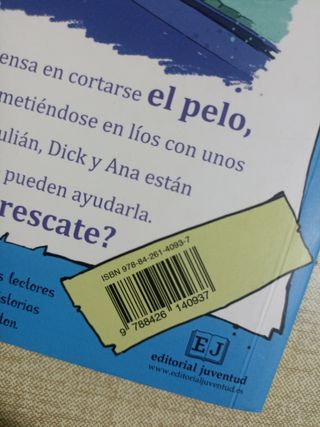 ensa en cortarse el pelo,
metiéndose en líos con unos
ulián, Dick y Ana están
pueden ayudarla.
rescate?
s lectores
istorias
lon.
ISBN 978-84-261-4093-7
9 788426 140937
EJ
editorial juventud
www.editorialjuventud.es